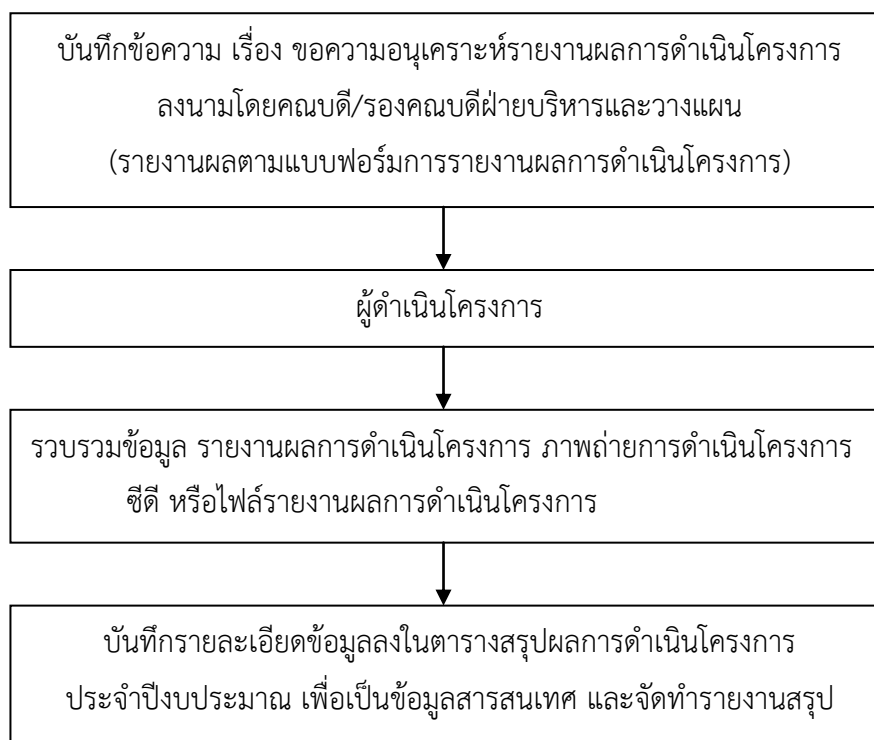 บันทึกข้อความ เรื่อง ขอความอนุเคราะห์รายงานผลการดำเนินโครงการ
ลงนามโดยคณบดี/รองคณบดีฝ่ายบริหารและวางแผน
(รายงานผลตามแบบฟอร์มการรายงานผลการดำเนินโครงการ)
ผู้ดำเนินโครงการ
รวบรวมข้อมูล รายงานผลการดำเนินโครงการ ภาพถ่ายการดำเนินโครงการ
ซีดี หรือไฟล์รายงานผลการดำเนินโครงการ
บันทึกรายละเอียดข้อมูลลงในตารางสรุปผลการดำเนินโครงการ
ประจำปีงบประมาณ เพื่อเป็นข้อมูลสารสนเทศ และจัดทำรายงานสรุป